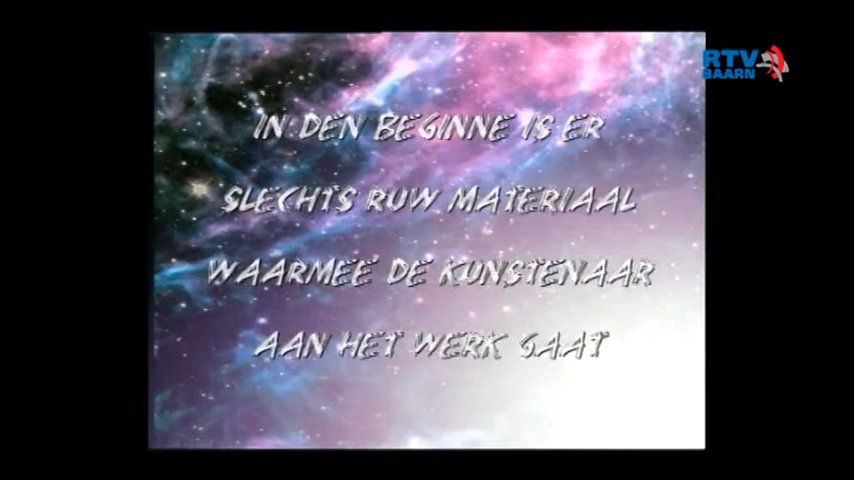 RTV
BAARN
IN DEN BEGINNE IS ER
SLECHTS RUW MATERIAAL
WAARMEE DE KUNSTENAAR
AAN HET WERK GAAT